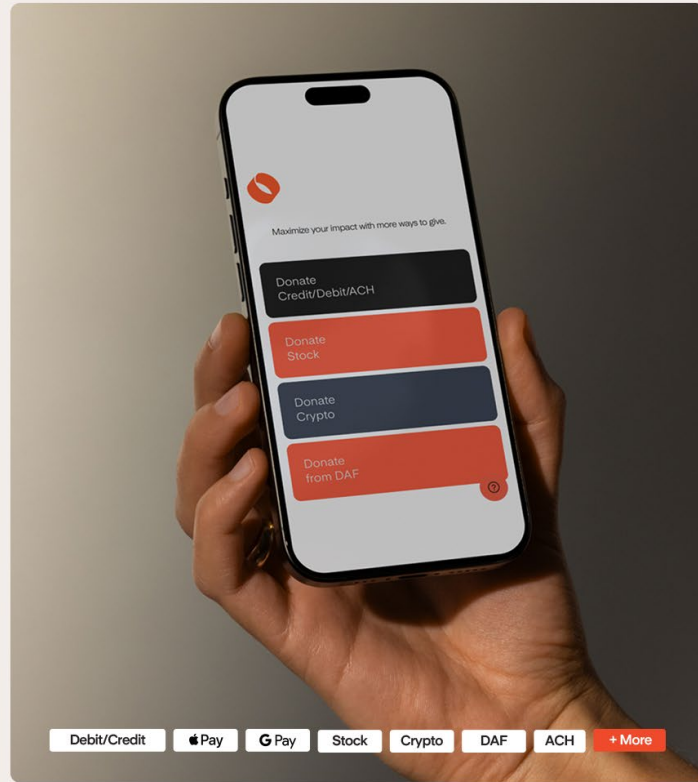 Maximize your impact with more ways to give.
Donate
Credit/Debit/ACH
Donate
Stock
Donate
Crypto
Donate
from DAF
?
Debit/Credit
Pay
G Pay
Stock
Crypto
DAF
ACH
+ More